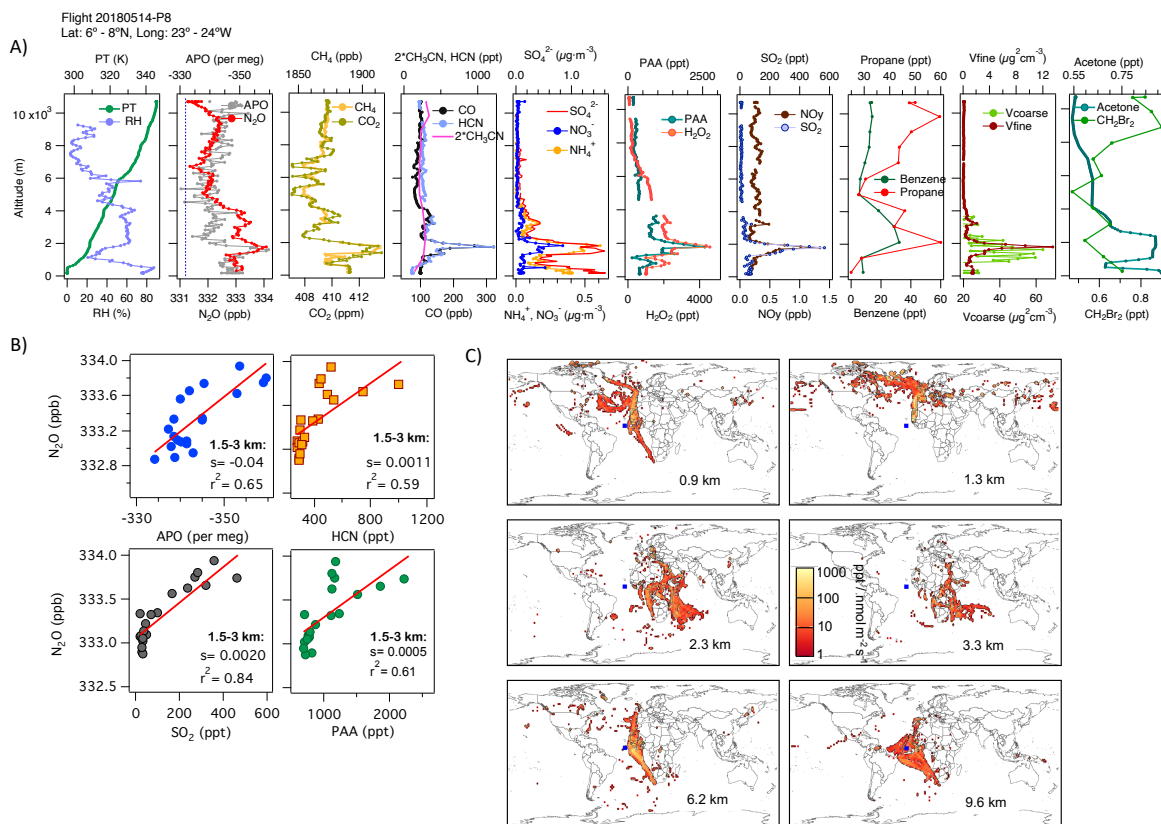 Flight 20180514-P8
Lat: 6° - 8°N, Long: 23° - 24°W
A)
PT (K)
300 320 340
APO (per meg)
-330 -350
CH4 (ppb)
1850 1900
2*CH3CN, HCN (ppt)
0 1000
SO4 2- (µg·m-3)
0.0 1.0
PAA (ppt)
0 2500
SO2 (ppt)
0 200 400 600 800
Propane (ppt)
30 40 50 60
Vfine (µg2cm-3)
0 4 8 12
Acetone (ppt)
0.55 0.75
Altitude (m)
10 x10 3
8
6
4
2
0
PT
RH
APO
N2O
CH4
CO2
CO
HCN
2*CH3CN
SO4 2-
NO3 -
NH4 +
PAA
H2O2
NOy
SO2
Benzene
Propane
Vcoarse
Vfine
Acetone
CH2Br2
0 20 40 60 80
RH (%)
331 332 333 334
N2O (ppb)
408 412
CO2 (ppm)
100 200 300
CO (ppb)
0.0 0.5
NH4+, NO3- (µg·m-3)
0 2000 4000
H2O2 (ppt)
0.0 0.5 1.0 1.5
NOy (ppb)
0 20 40 60
Benzene (ppt)
0 20 40 60
Vcoarse (µg2cm-3)
0.6 0.8
CH2Br2 (ppt)
B)
N2O (ppb)
334.0
333.6
333.2
332.8
1.5-3 km:
s= -0.04
r2 = 0.65
-330 -350
APO (per meg)
1.5-3 km:
s= 0.0011
r2 = 0.59
400 800 1200
HCN (ppt)
N2O (ppb)
334.0
333.5
333.0
332.5
1.5-3 km:
s= 0.0020
r2 = 0.84
0 200 400 600
SO2 (ppt)
1.5-3 km:
s= 0.0005
r2 = 0.61
1000 2000
PAA (ppt)
C)
0.9 km
1.3 km
2.3 km
3.3 km
1000
100
10
1
ppt / nmol m-2 s
6.2 km
9.6 km